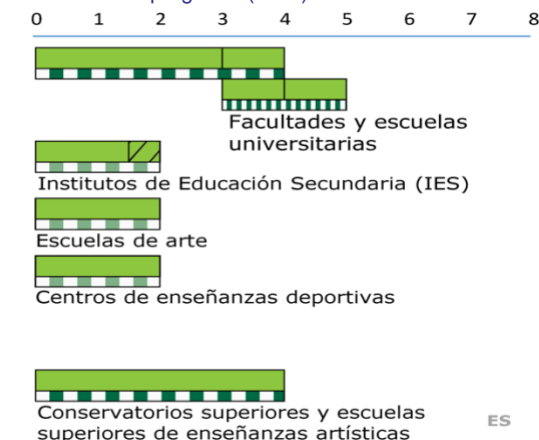 0 1 2 3 4 5 6 7 8
Facultades y escuelas
universitarias
Institutos de Educación Secundaria (IES)
Escuelas de arte
Centros de enseñanzas deportivas
Conservatorios superiores y escuelas
superiores de enseñanzas artísticas
ES